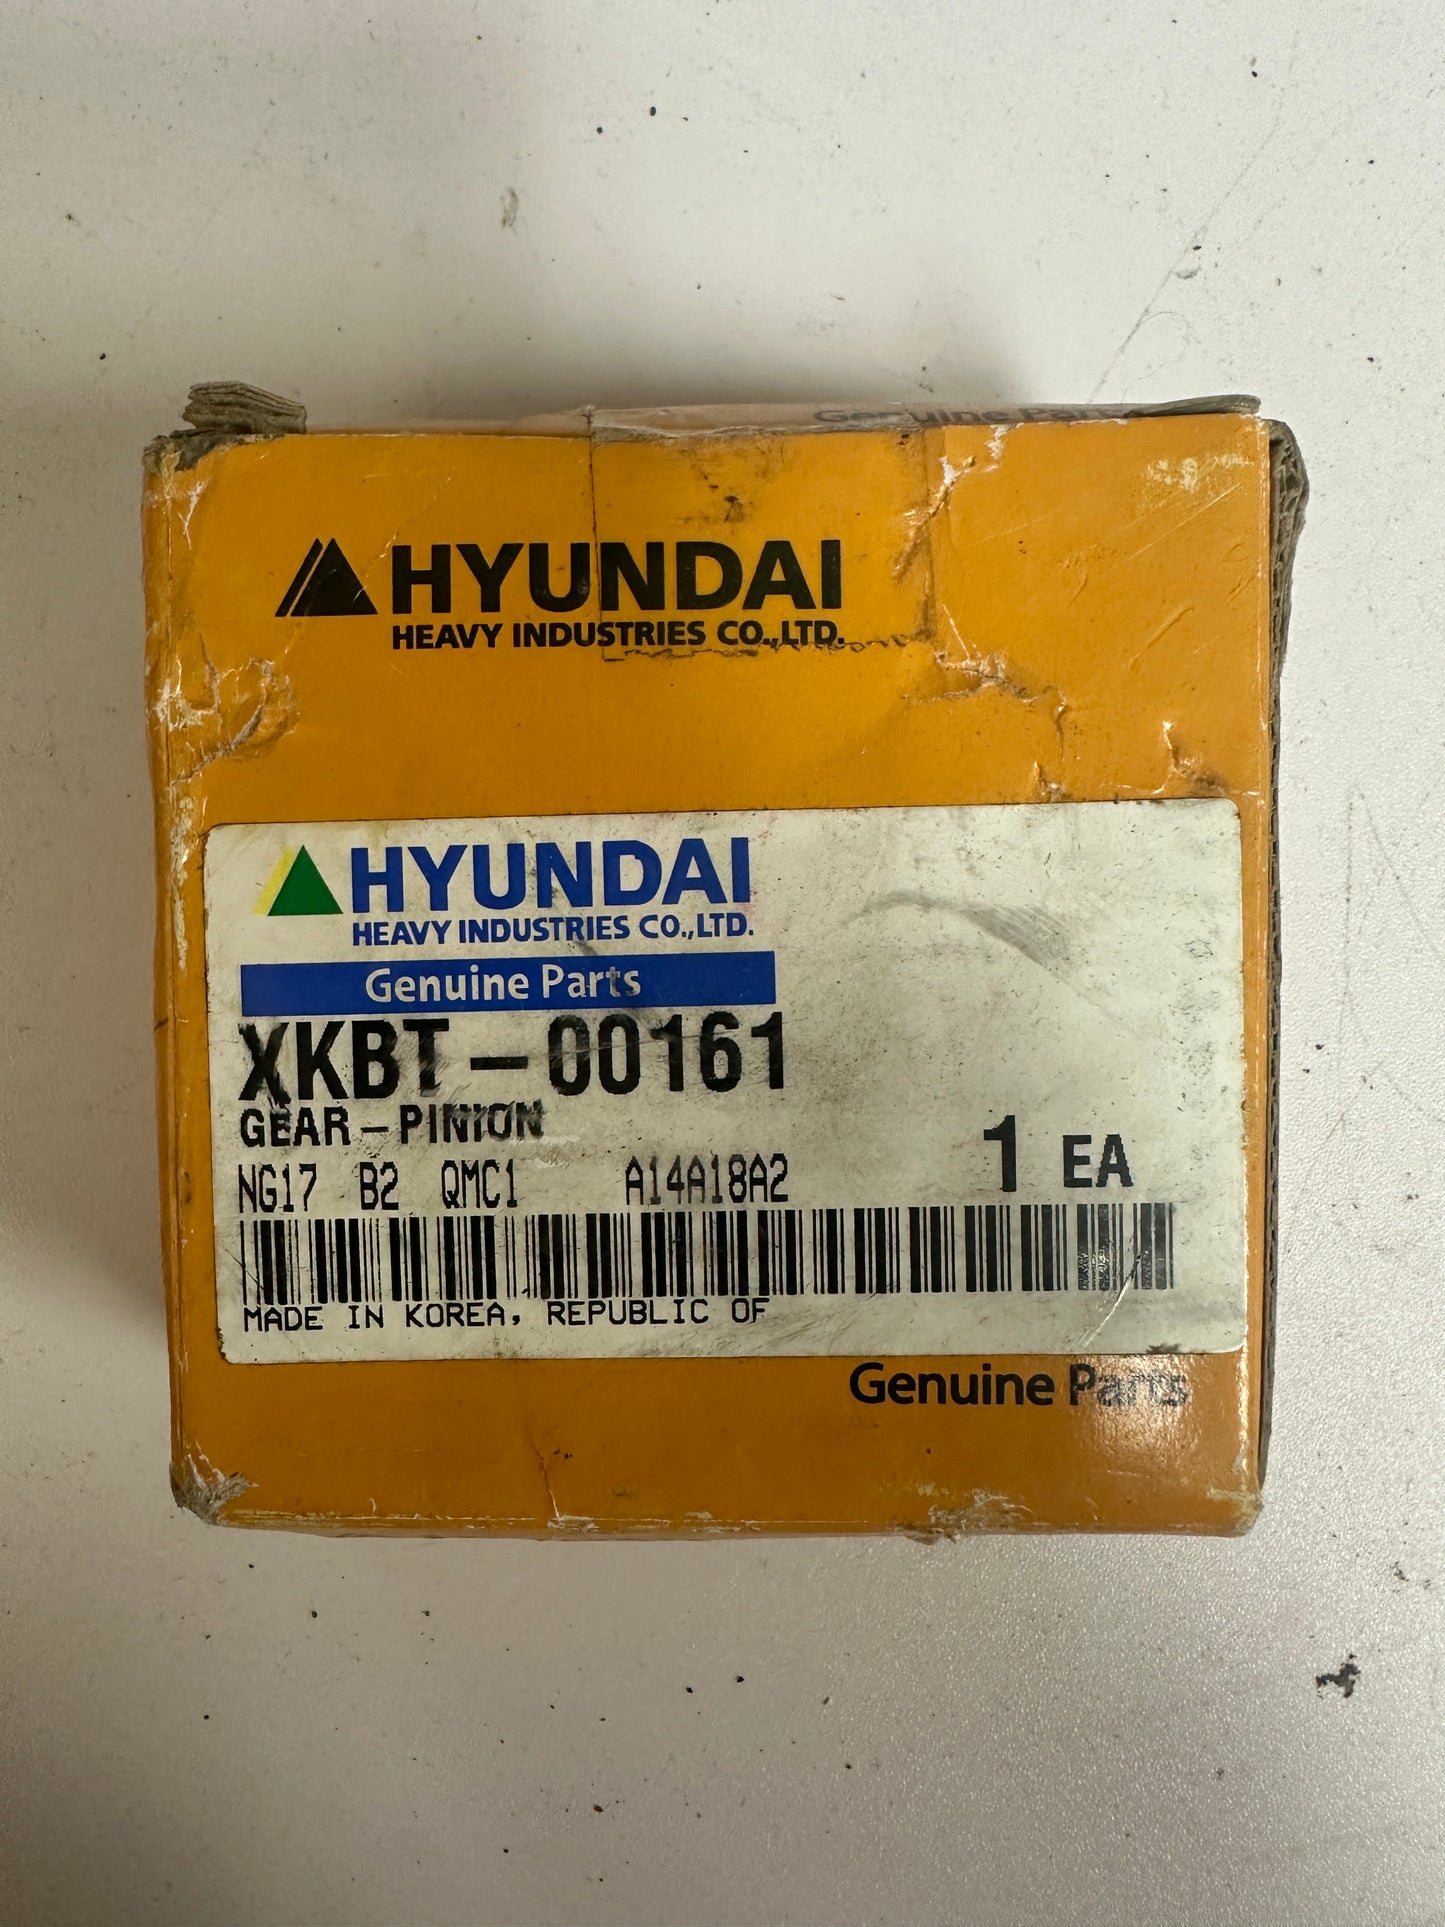 Genuine Parts
HYUNDAI
HEAVY INDUSTRIES CO.,LTD.
HYUNDAI
HEAVY INDUSTRIES CO.,LTD.
Genuine Parts
XKBT-00161
GEAR-PINION
1 EA
NG17 B2 QMC1 A14A18A2
MADE IN KOREA, REPUBLIC OF
Genuine Parts